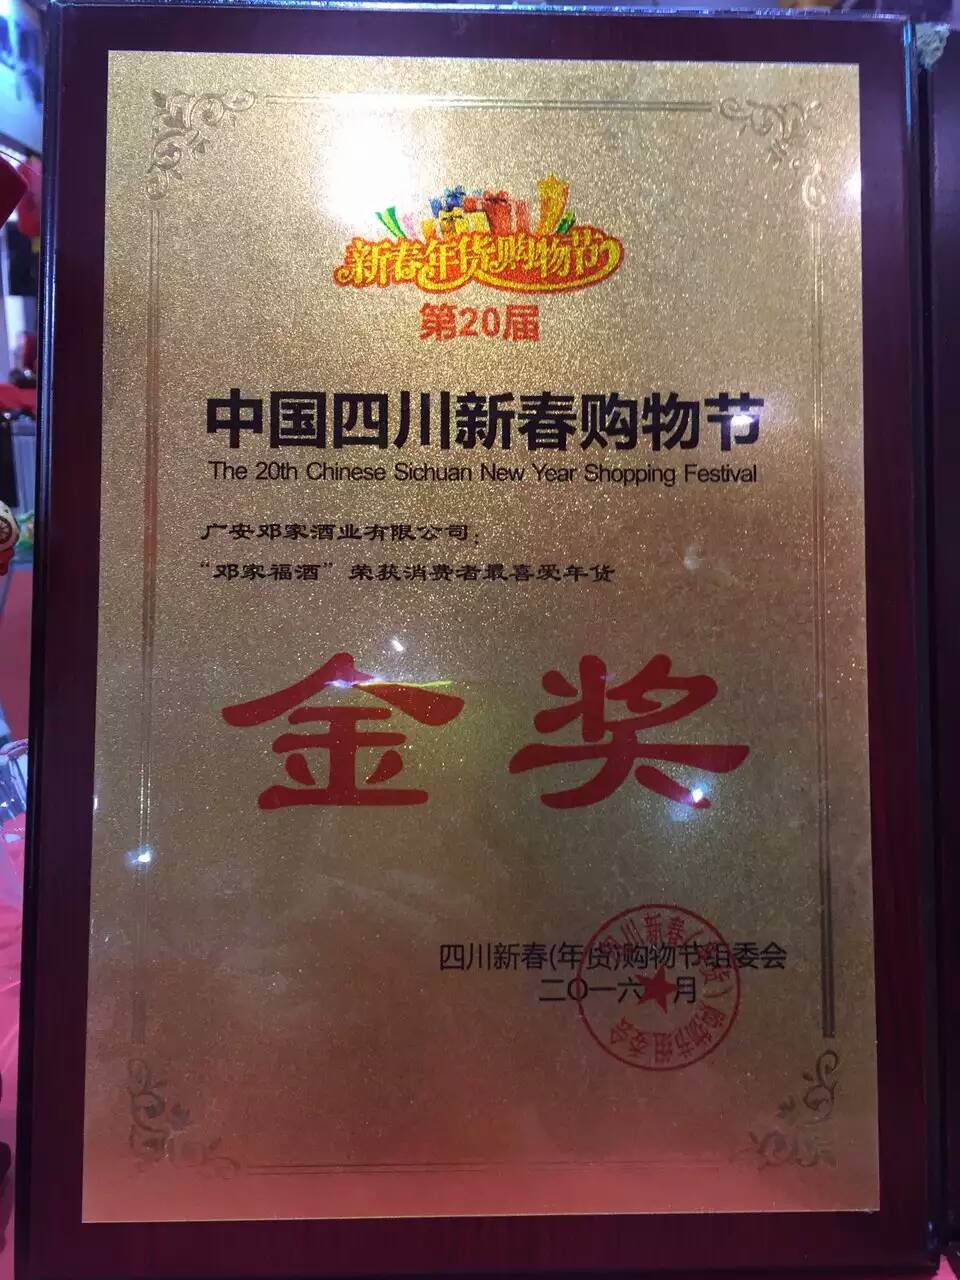 新春年货购物节
第20届
中国四川新春购物节
The 20th Chinese Sichuan New Year Shopping Festival
广安邓家酒业有限公司:
“邓家福酒”荣获消费者最喜爱年货
金奖
四川新春(年货)购物节组委会
二〇一六 月